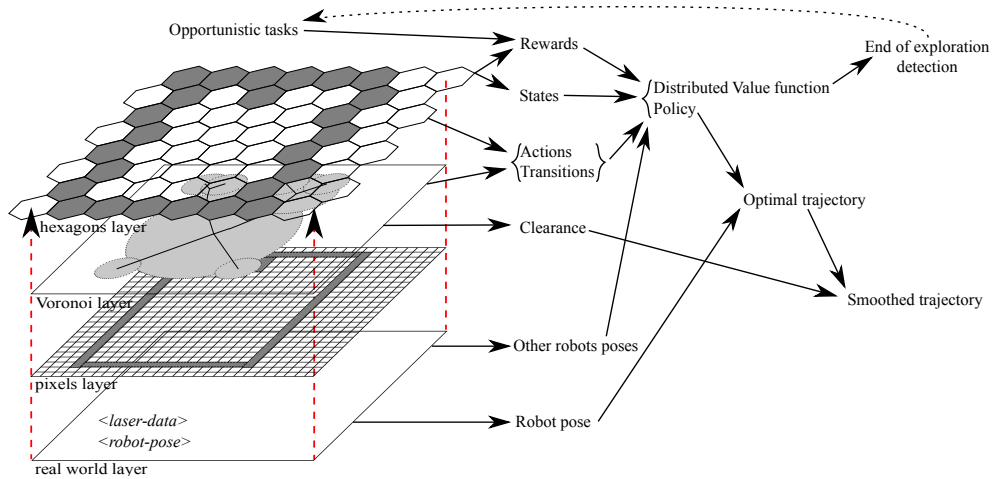 Opportunistic tasks
Rewards
End of exploration
detection
States
Distributed Value function
Policy
Actions
Transitions
Optimal trajectory
hexagons layer
Clearance
Voronoi layer
Smoothed trajectory
Other robots poses
pixels layer
<laser-data>
<robot-pose>
Robot pose
real world layer